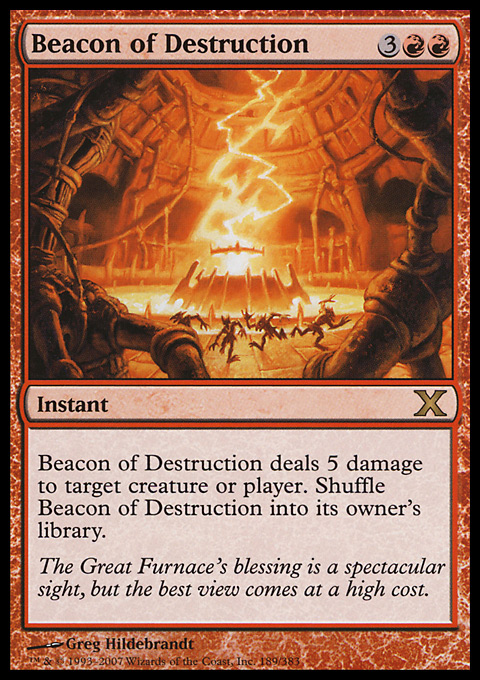 Beacon of Destruction 3
Instant X
Beacon of Destruction deals 5 damage
to target creature or player. Shuffle
Beacon of Destruction into its owner's
library.
The Great Furnace's blessing is a spectacular
sight, but the best view comes at a high cost.
Greg Hildebrandt
™ & © 1993-2007 Wizards of the Coast, Inc. 189/383